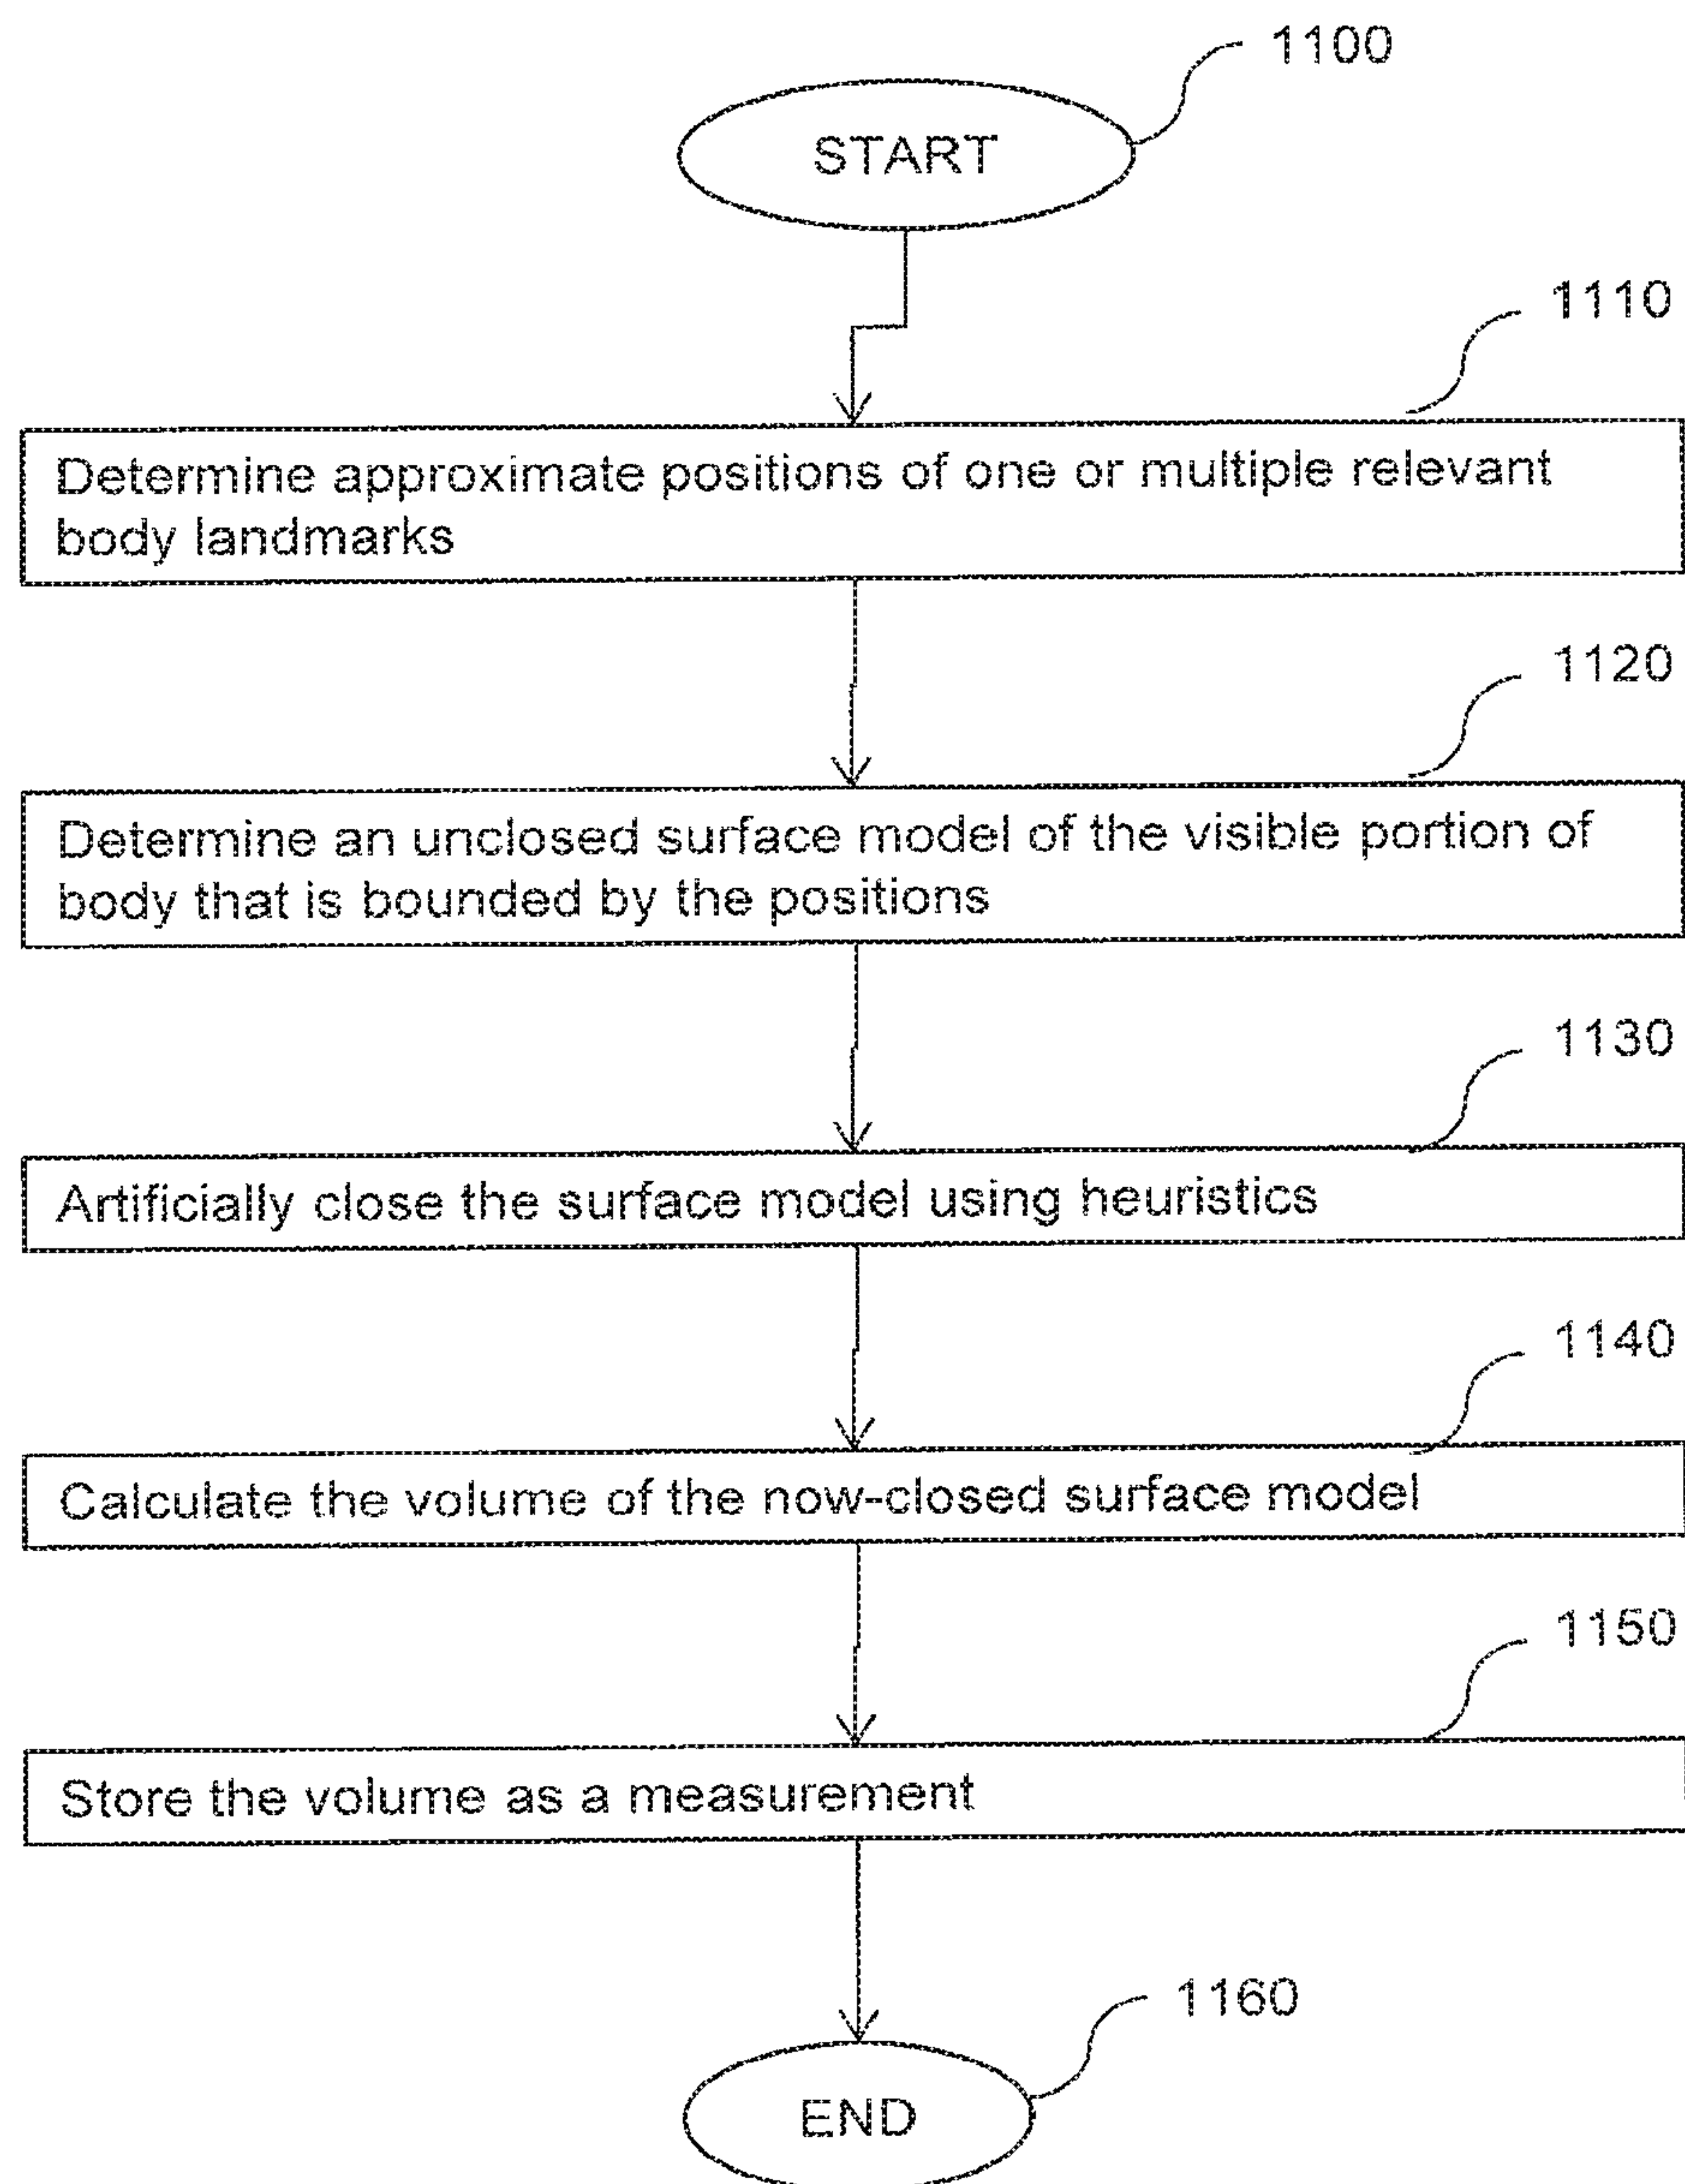 1100
START
1110
Determine approximate positions of one or multiple relevant
body landmarks
1120
Determine an unclosed surface model of the visible portion of
body that is bounded by the positions
1130
Artificially close the surface model using heuristics
1140
Calculate the volume of the now-closed surface model
1150
Store the volume as a measurement
1160
END